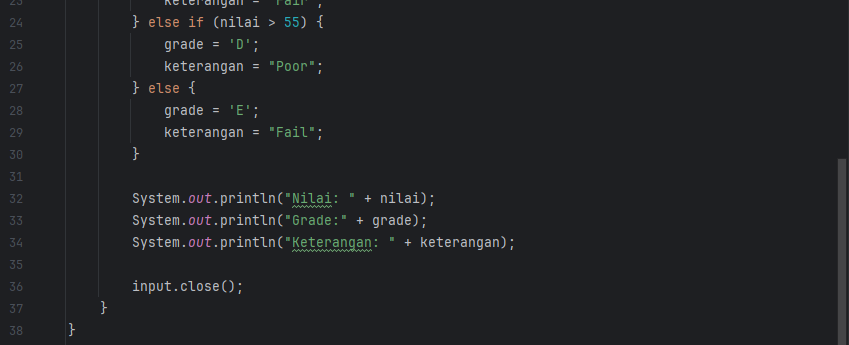 23 keterangan = "Fair";
24 } else if (nilai > 55) {
25 grade = 'D';
26 keterangan = "Poor";
27 } else {
28 grade = 'E';
29 keterangan = "Fail";
30 }
31
32 System.out.println("Nilai: " + nilai);
33 System.out.println("Grade:" + grade);
34 System.out.println("Keterangan: " + keterangan);
35
36 input.close();
37 }
38 }